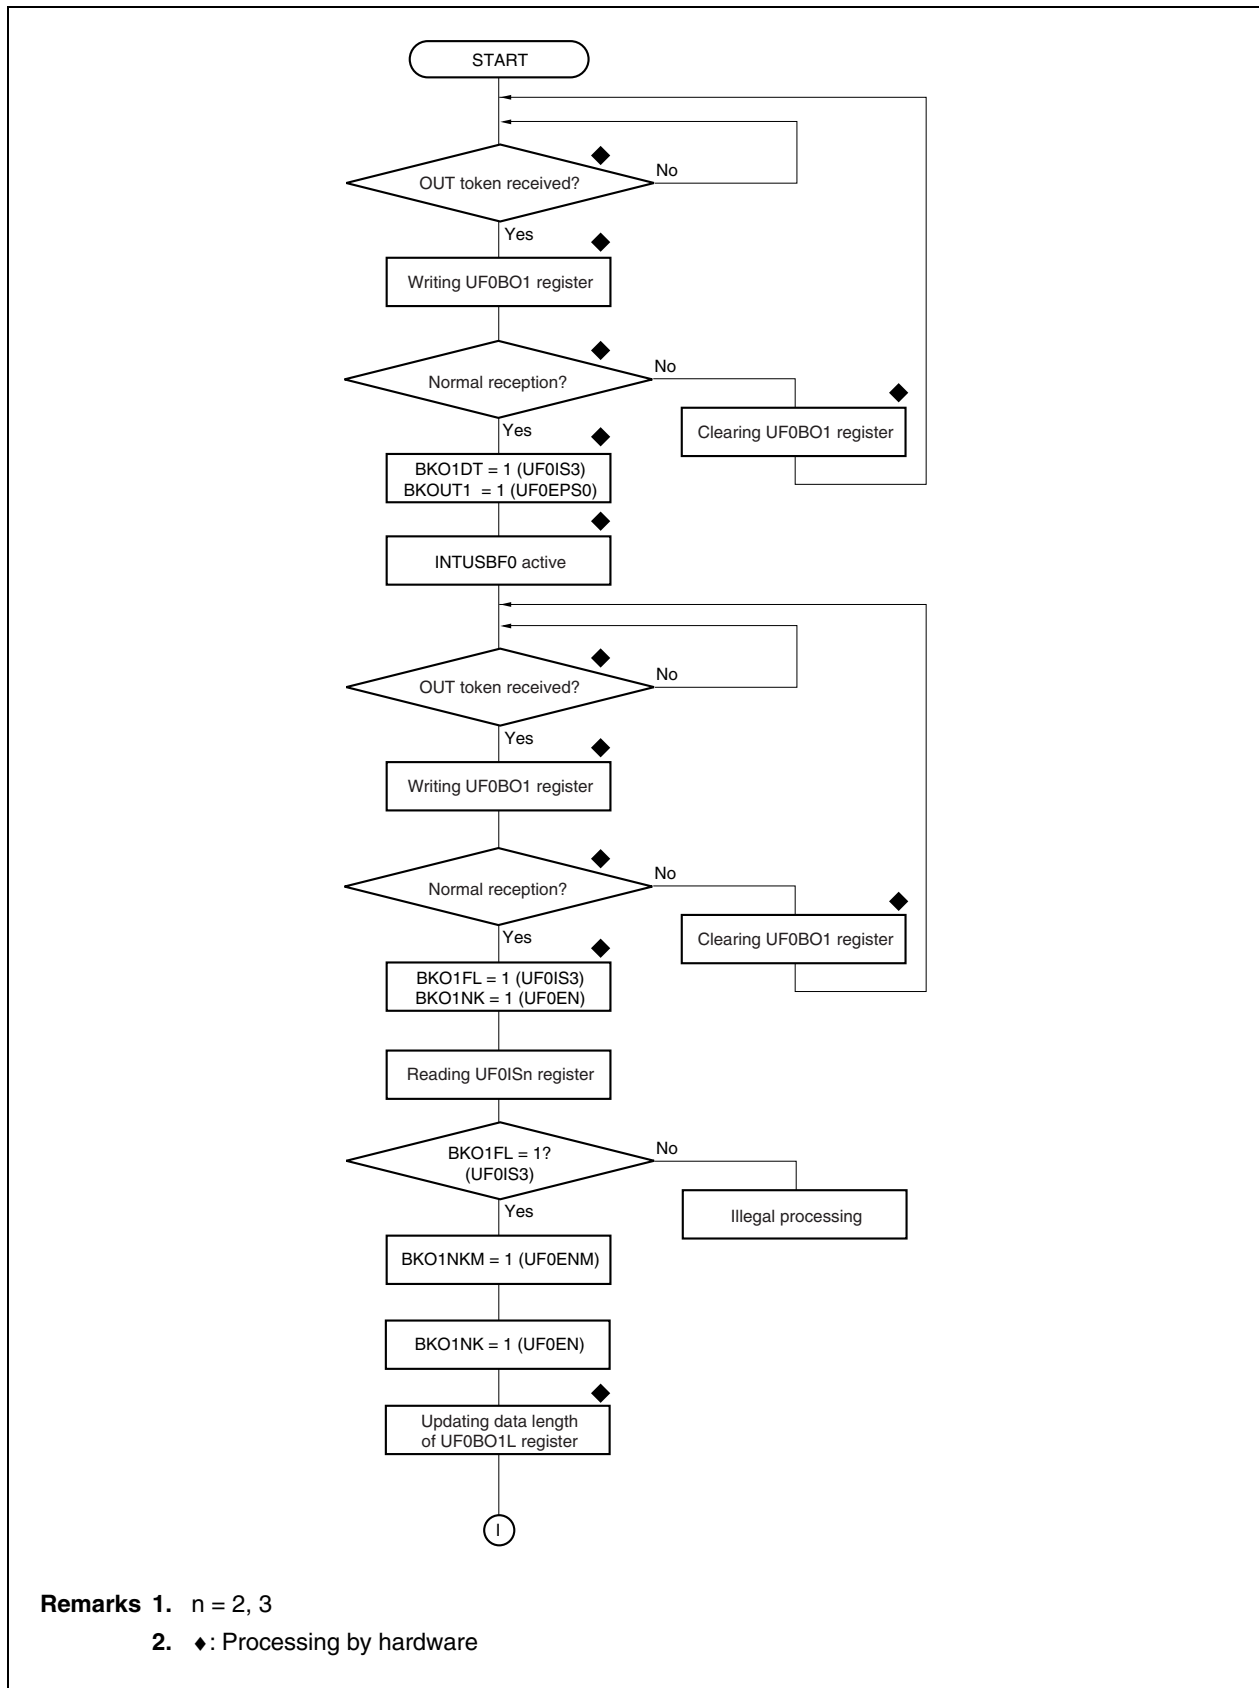 START
OUT token received?
No
Yes
Writing UF0BO1 register
Normal reception?
No
Clearing UF0BO1 register
Yes
BKO1DT = 1 (UF0IS3)
BKOUT1 = 1 (UF0EPS0)
INTUSBF0 active
OUT token received?
No
Yes
Writing UF0BO1 register
Normal reception?
No
Clearing UF0BO1 register
Yes
BKO1FL = 1 (UF0IS3)
BKO1NK = 1 (UF0EN)
Reading UF0ISn register
BKO1FL = 1?
(UF0IS3)
No
Illegal processing
Yes
BKO1NKM = 1 (UF0ENM)
BKO1NK = 1 (UF0EN)
Updating data length
of UF0BO1L register
I
Remarks 1. n = 2, 3
2. ♦: Processing by hardware